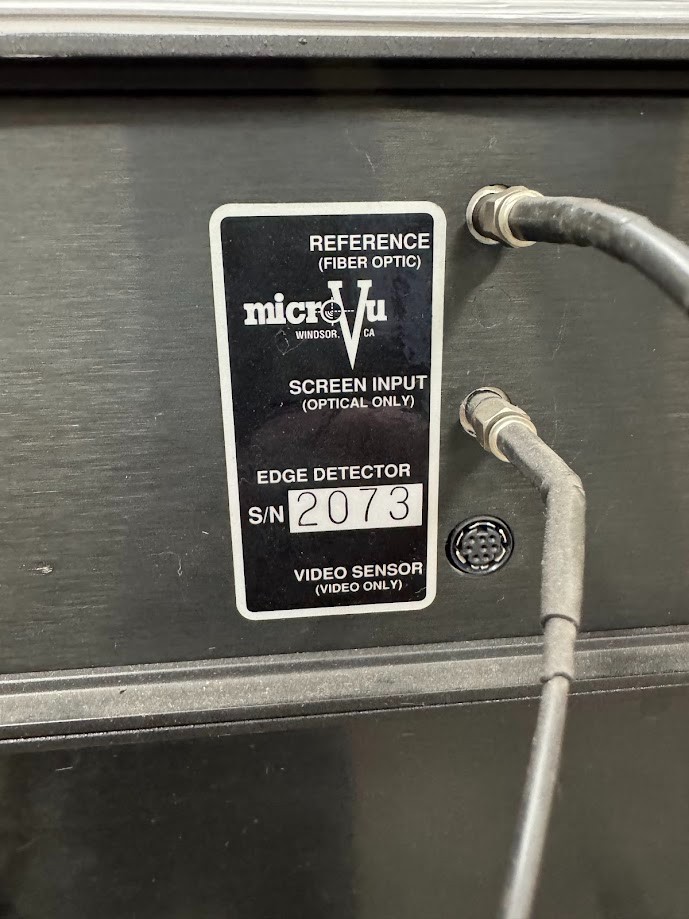 REFERENCE
(FIBER OPTIC)
microVu
WINDSOR, CA
SCREEN INPUT
(OPTICAL ONLY)
EDGE DETECTOR
S/N 2073
VIDEO SENSOR
(VIDEO ONLY)